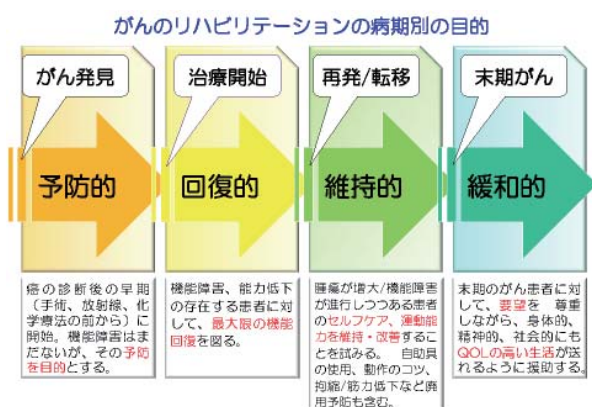 がんのリハビリテーションの病期別の目的
がん発見
治療開始
再発/転移
末期がん
予防的
回復的
維持的
緩和的
癌の診断後の早期
(手術、放射線、化
学療法の前から)に
開始。機能障害はま
だないが、その予防
を目的とする。
機能障害、能力低下
の存在する患者に対
して、最大限の機能
回復を図る。
腫瘍が増大/機能障害
が進行しつつある患者
のセルフケア、運動能
力を維持・改善するこ
とを試みる。 自助具
の使用、動作のコツ、
拘縮/筋力低下など廃
用予防も含む。
末期のがん患者に対
して、要望を 尊重
しながら、身体的、
精神的、社会的にも
QOLの高い生活が送
れるように援助する。